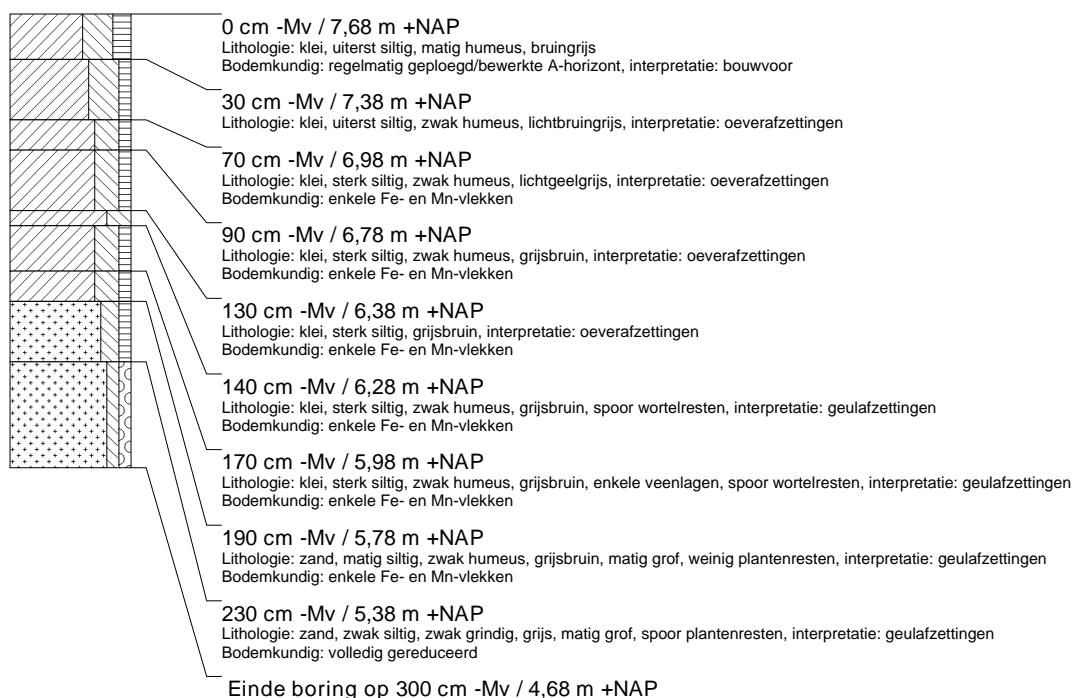 0 cm -Mv / 7,68 m +NAP
Lithologie: klei, uiterst siltig, matig humeus, bruingrijs
Bodemkundig: regelmatig geploegd/bewerkte A-horizont, interpretatie: bouwvoor
30 cm -Mv / 7,38 m +NAP
Lithologie: klei, uiterst siltig, zwak humeus, lichtbruingrijs, interpretatie: oeverafzettingen
70 cm -Mv / 6,98 m +NAP
Lithologie: klei, sterk siltig, zwak humeus, lichtgeelgrijs, interpretatie: oeverafzettingen
Bodemkundig: enkele Fe- en Mn-vlekken
90 cm -Mv / 6,78 m +NAP
Lithologie: klei, sterk siltig, zwak humeus, grijsbruin, interpretatie: oeverafzettingen
Bodemkundig: enkele Fe- en Mn-vlekken
130 cm -Mv / 6,38 m +NAP
Lithologie: klei, sterk siltig, grijsbruin, interpretatie: oeverafzettingen
Bodemkundig: enkele Fe- en Mn-vlekken
140 cm -Mv / 6,28 m +NAP
Lithologie: klei, sterk siltig, zwak humeus, grijsbruin, spoor wortelresten, interpretatie: geulafzettingen
Bodemkundig: enkele Fe- en Mn-vlekken
170 cm -Mv / 5,98 m +NAP
Lithologie: klei, sterk siltig, zwak humeus, grijsbruin, enkele veenlagen, spoor wortelresten, interpretatie: geulafzettingen
Bodemkundig: enkele Fe- en Mn-vlekken
190 cm -Mv / 5,78 m +NAP
Lithologie: zand, matig siltig, zwak humeus, grijsbruin, matig grof, weinig plantenresten, interpretatie: geulafzettingen
Bodemkundig: enkele Fe- en Mn-vlekken
230 cm -Mv / 5,38 m +NAP
Lithologie: zand, zwak siltig, zwak grindig, grijs, matig grof, spoor plantenresten, interpretatie: geulafzettingen
Bodemkundig: volledig gereduceerd
Einde boring op 300 cm -Mv / 4,68 m +NAP